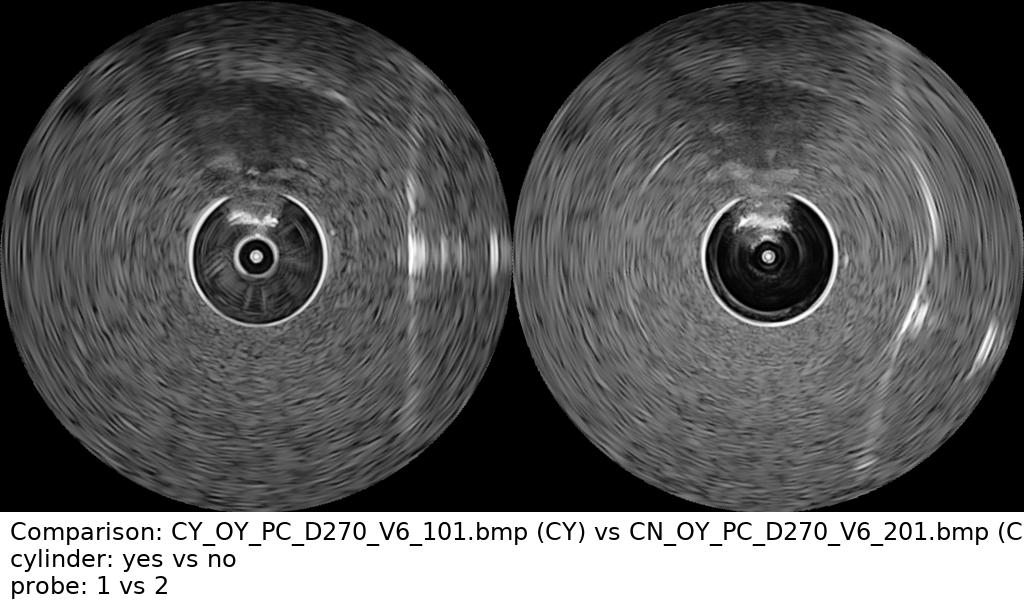 Comparison: CY_OY_PC_D270_V6_101.bmp (CY) vs CN_OY_PC_D270_V6_201.bmp (C
cylinder: yes vs no
probe: 1 vs 2